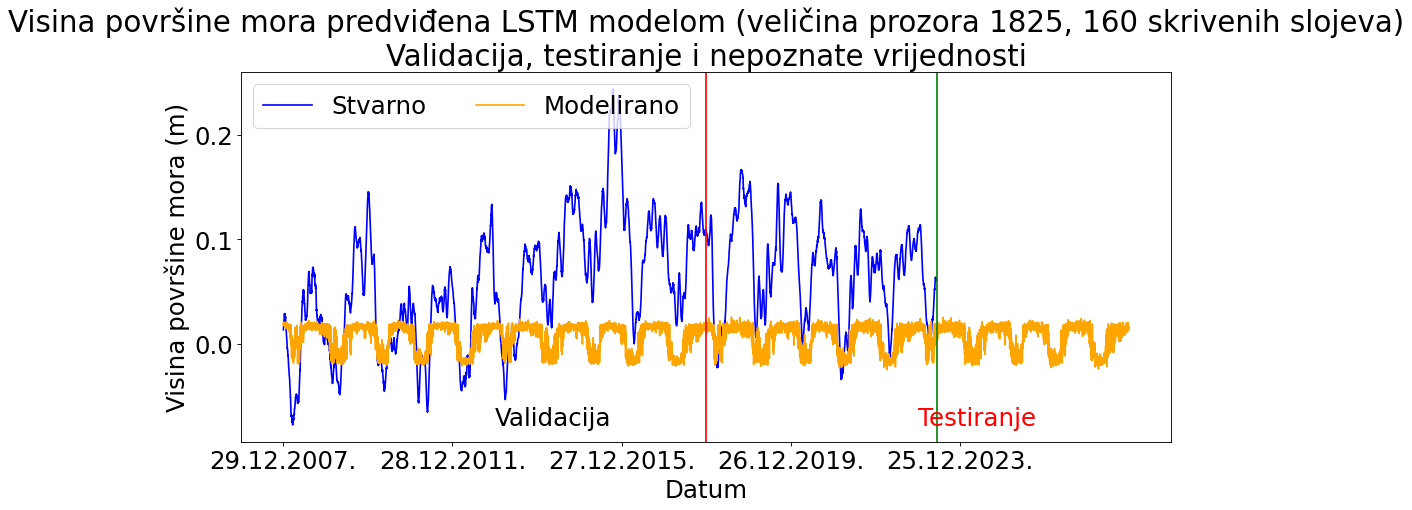 Visina površine mora predviđena LSTM modelom (veličina prozora 1825, 160 skrivenih slojeva)
Validacija, testiranje i nepoznate vrijednosti
Stvarno
Modelirano
Visina površine mora (m)
0.2
0.1
0.0
Validacija
Testiranje
29.12.2007.
28.12.2011.
27.12.2015.
26.12.2019.
25.12.2023.
Datum